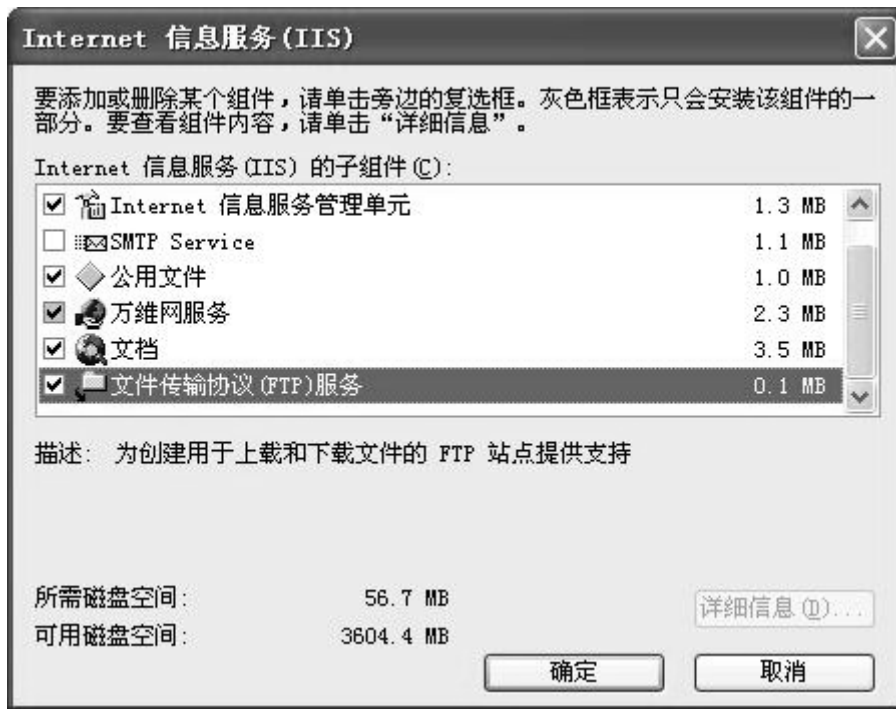 Internet 信息服务(IIS)
要添加或删除某个组件，请单击旁边的复选框。灰色框表示只会安装该组件的一
部分。要查看组件内容，请单击“详细信息”。
Internet 信息服务(IIS) 的子组件(C):
Internet 信息服务管理单元 1.3 MB
SMTP Service 1.1 MB
公用文件 1.0 MB
万维网服务 2.3 MB
文档 3.5 MB
文件传输协议(FTP)服务 0.1 MB
描述: 为创建用于上载和下载文件的 FTP 站点提供支持
所需磁盘空间: 56.7 MB
详细信息(D)...
可用磁盘空间: 3604.4 MB
确定 取消